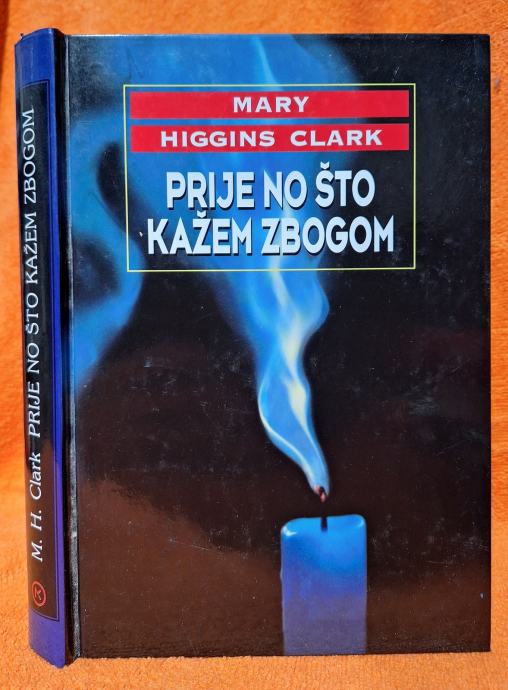 MARY
HIGGINS CLARK
PRIJE NO ŠTO
KAŽEM ZBOGOM
M. H. Clark PRIJE NO ŠTO KAŽEM ZBOGOM
K